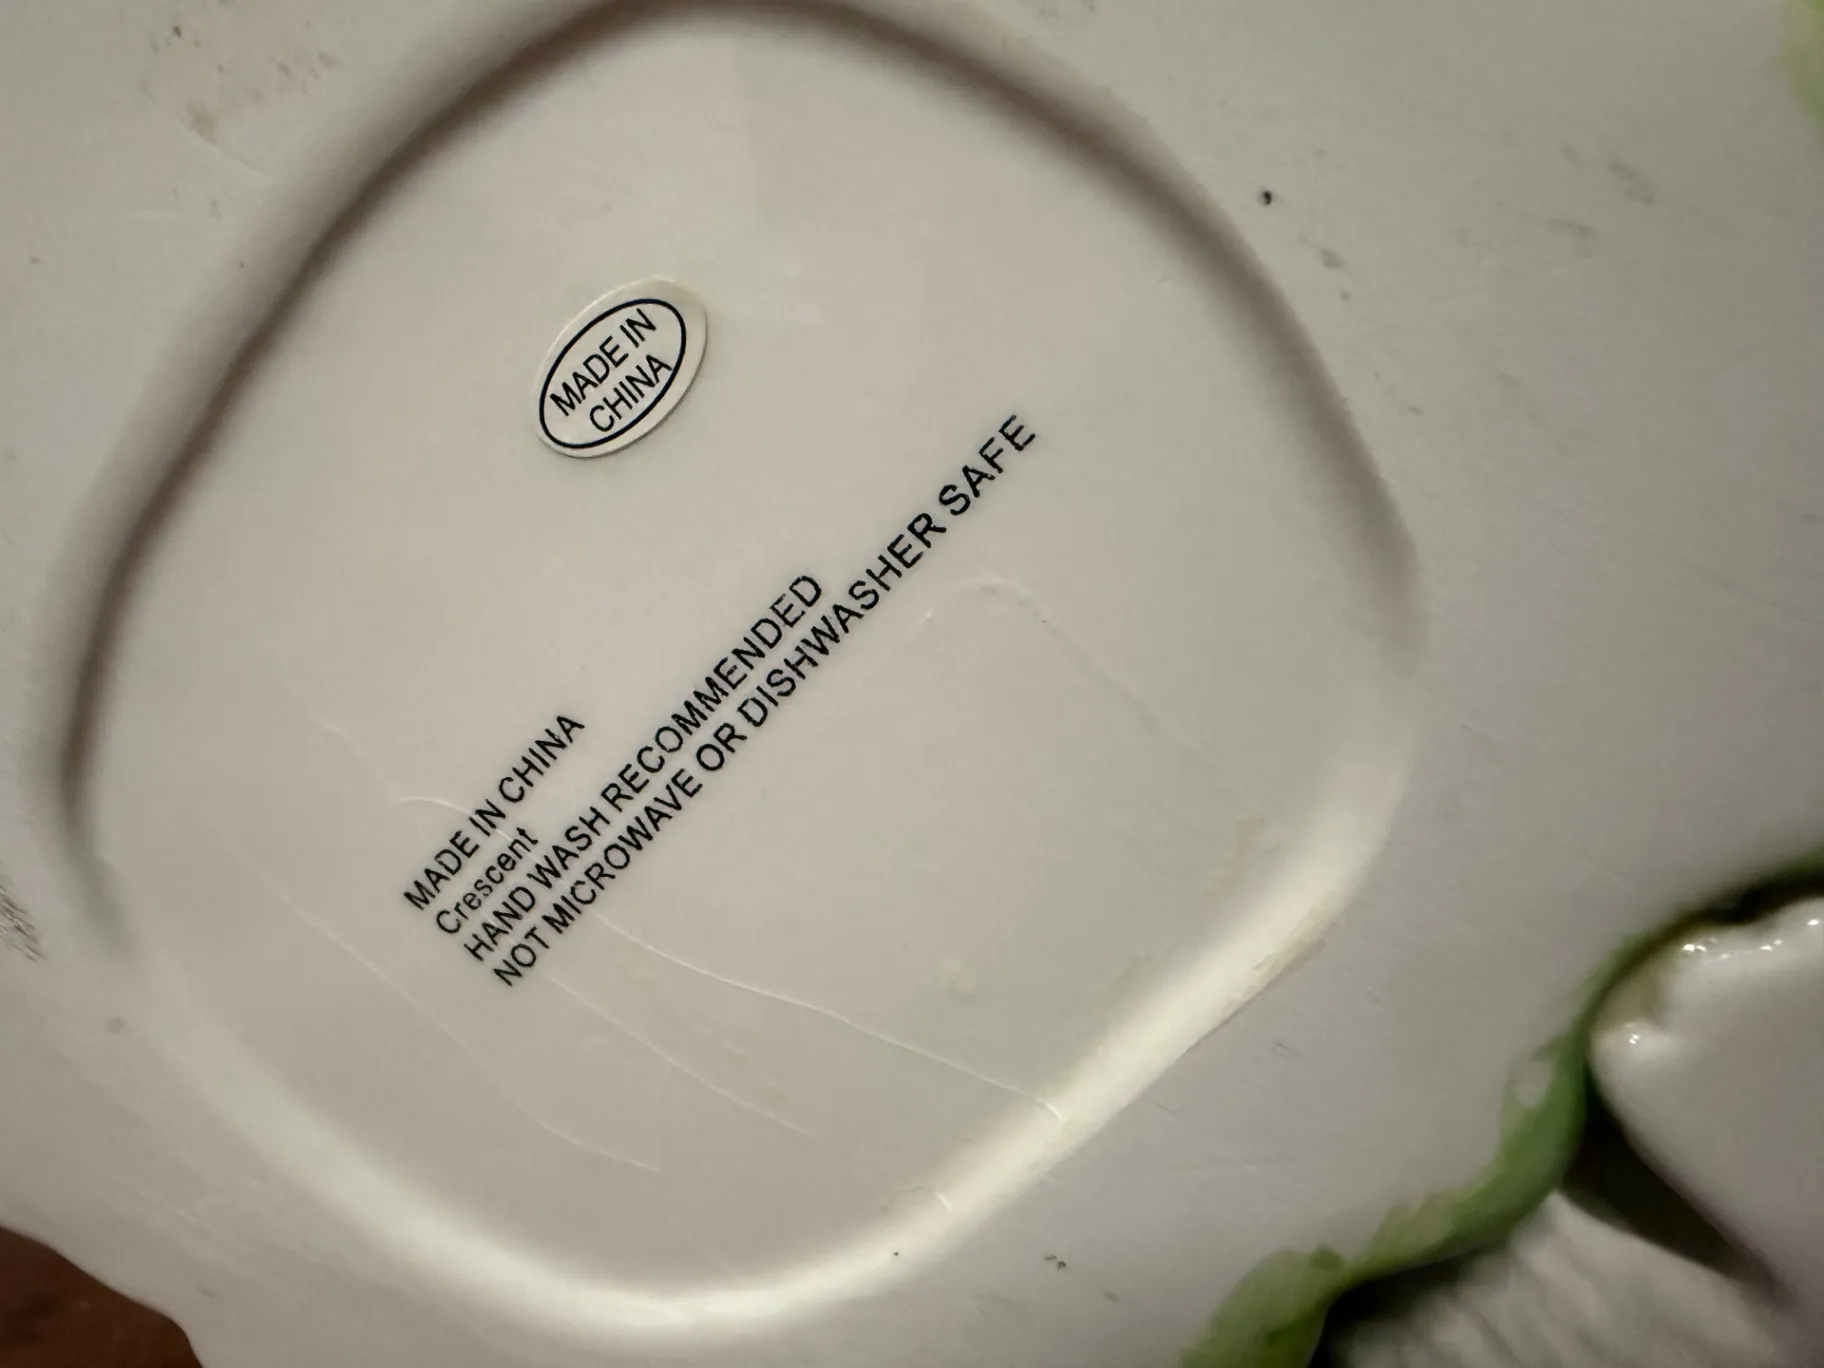 MADE IN
CHINA
MADE IN CHINA
Crescent
HAND WASH RECOMMENDED
NOT MICROWAVE OR DISHWASHER SAFE